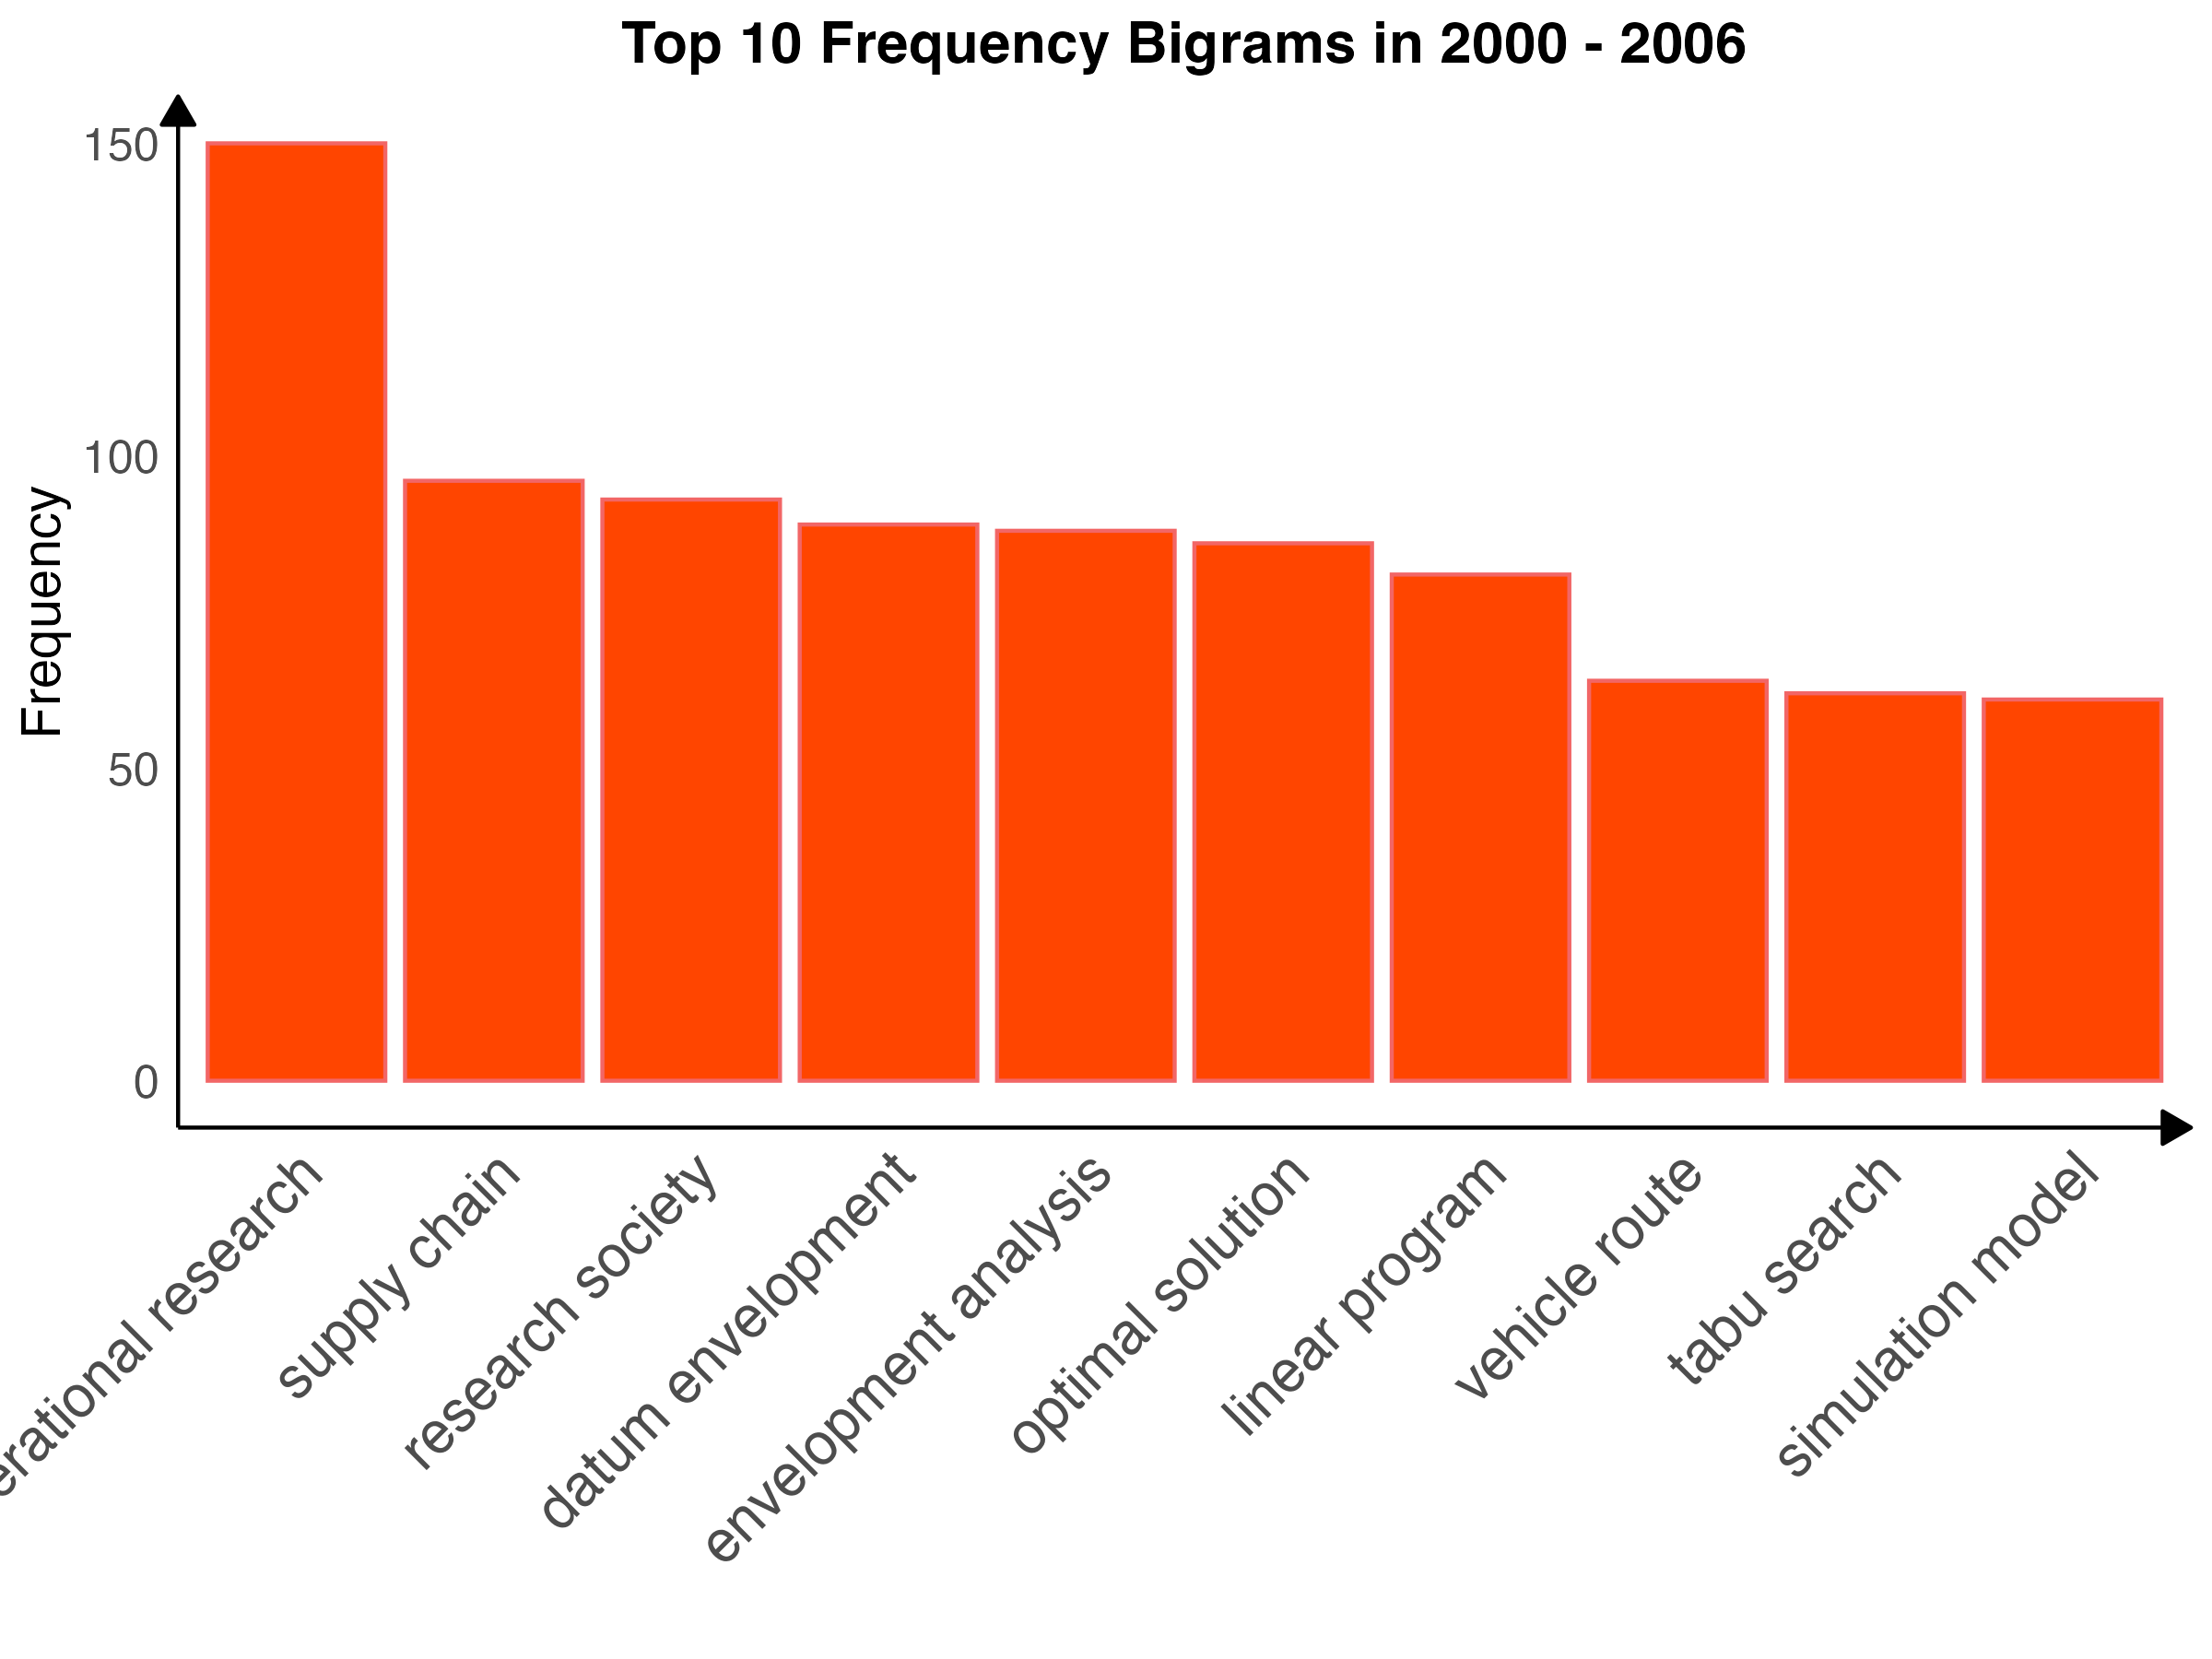 Top 10 Frequency Bigrams in 2000 - 2006
Frequency
150
100
50
0
research
supply chain
research society
datum envelopment
envelopment analysis
optimal solution
linear program
vehicle route
tabu search
simulation model